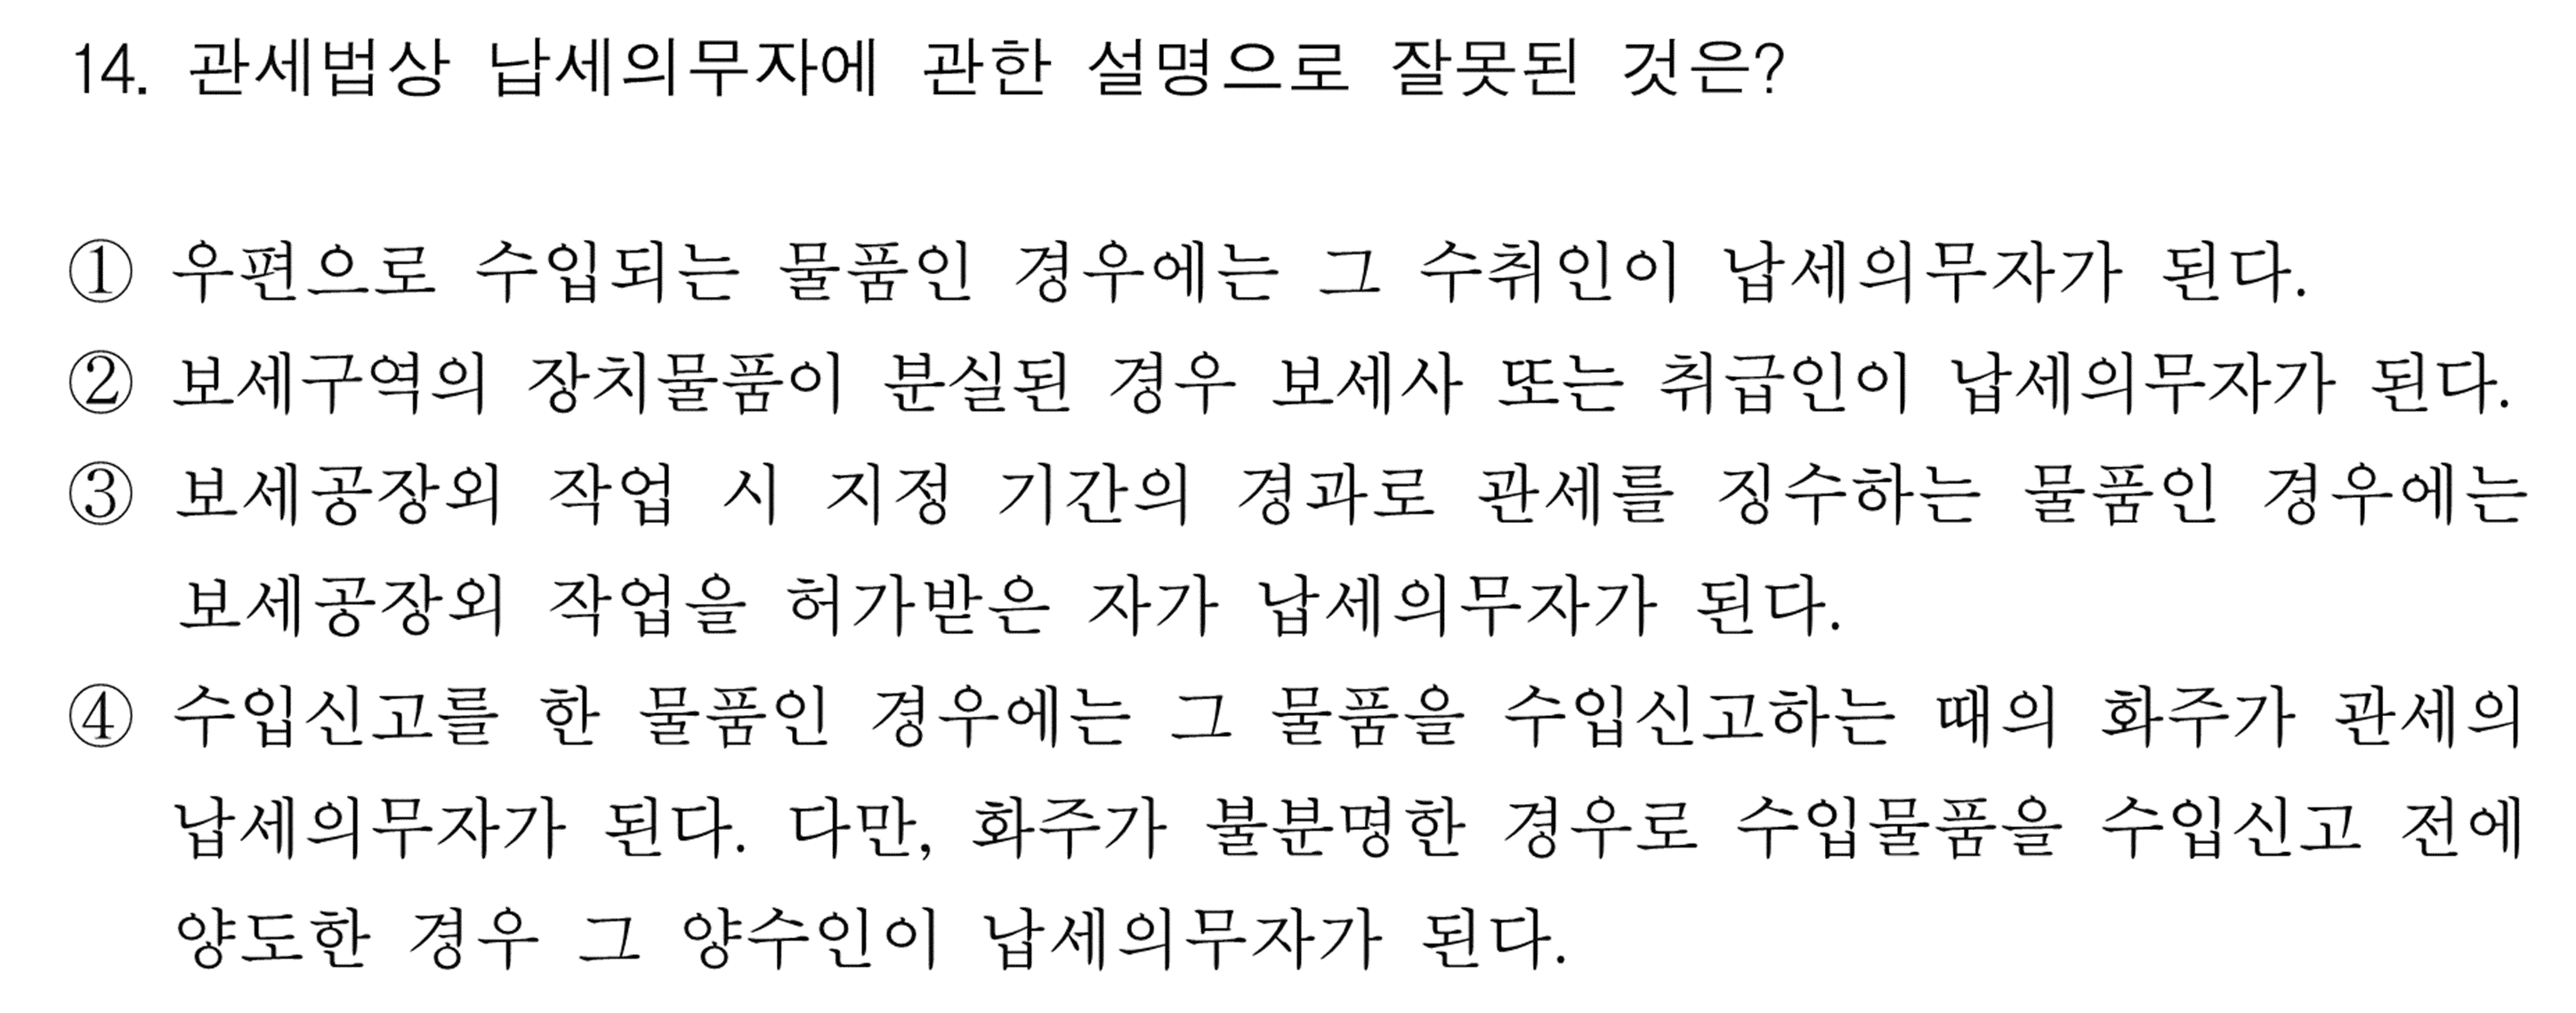 14. 관세법상 납세의무자에 관한 설명으로 잘못된 것은?
① 우편으로 수입되는 물품인 경우에는 그 수취인이 납세의무자가 된다.
② 보세구역의 장치물품이 분실된 경우 보세사 또는 취급인이 납세의무자가 된다.
③ 보세공장외 작업 시 지정 기간의 경과로 관세를 징수하는 물품인 경우에는
보세공장외 작업을 허가받은 자가 납세의무자가 된다.
④ 수입신고를 한 물품인 경우에는 그 물품을 수입신고하는 때의 화주가 관세의
납세의무자가 된다. 다만, 화주가 불분명한 경우로 수입물품을 수입신고 전에
양도한 경우 그 양수인이 납세의무자가 된다.